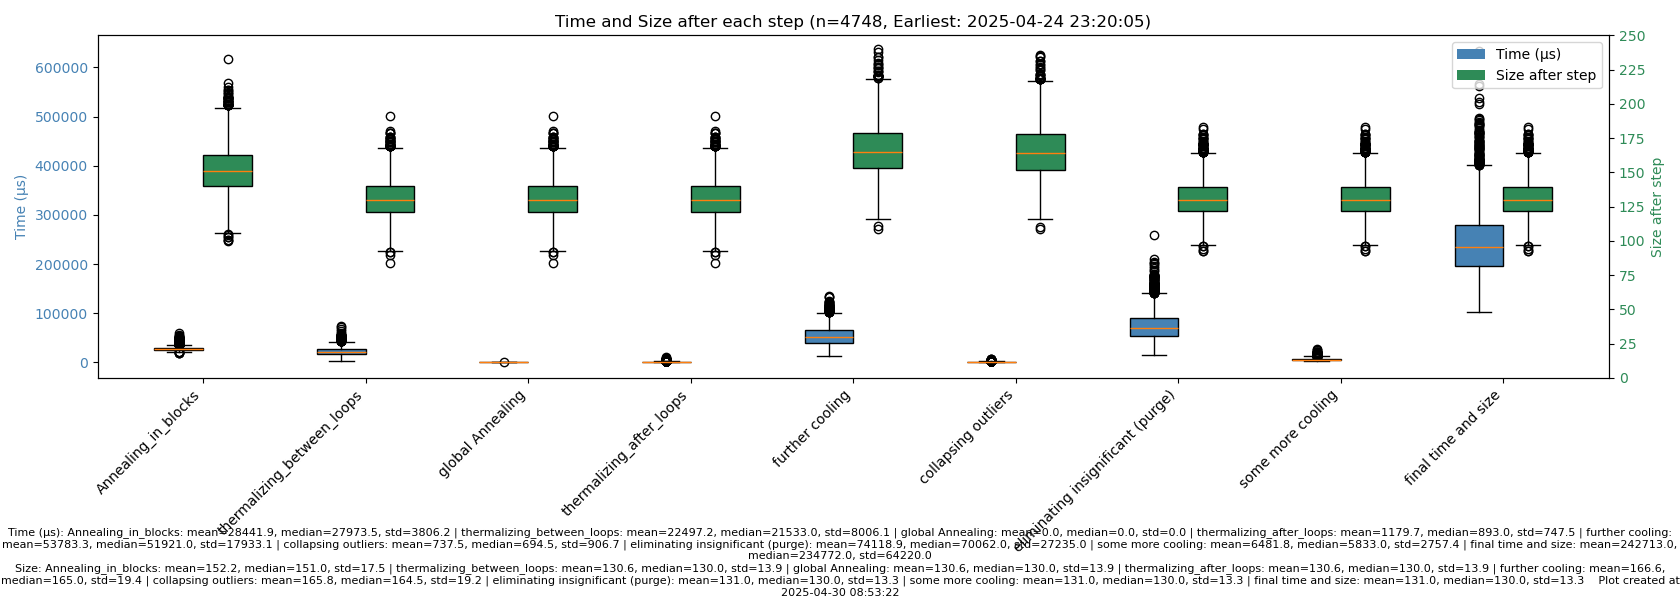 Time and Size after each step (n=4748, Earliest: 2025-04-24 23:20:05)
600000
500000
400000
300000
200000
100000
0
Time (µs)
250
225
200
175
150
125
100
75
50
25
0
Size after step
Time (µs)
Size after step
Annealing_in_blocks
thermalizing_between_loops
global Annealing
thermalizing_after_loops
further cooling
collapsing outliers
eliminating insignificant (purge)
some more cooling
final time and size
Time (µs): Annealing_in_blocks: mean=28441.9, median=27973.5, std=3806.2 | thermalizing_between_loops: mean=22497.2, median=21533.0, std=8006.1 | global Annealing: mean=0.0, median=0.0, std=0.0 | thermalizing_after_loops: mean=1179.7, median=893.0, std=747.5 | further cooling:
mean=53783.3, median=51921.0, std=17933.1 | collapsing outliers: mean=737.5, median=694.5, std=906.7 | eliminating insignificant (purge): mean=74118.9, median=70062.0, std=27235.0 | some more cooling: mean=6481.8, median=5833.0, std=2757.4 | final time and size: mean=242713.0,
median=234772.0, std=64220.0
Size: Annealing_in_blocks: mean=152.2, median=151.0, std=17.5 | thermalizing_between_loops: mean=130.6, median=130.0, std=13.9 | global Annealing: mean=130.6, median=130.0, std=13.9 | thermalizing_after_loops: mean=130.6, median=130.0, std=13.9 | further cooling: mean=166.6,
median=165.0, std=19.4 | collapsing outliers: mean=165.8, median=164.5, std=19.2 | eliminating insignificant (purge): mean=131.0, median=130.0, std=13.3 | some more cooling: mean=131.0, median=130.0, std=13.3 | final time and size: mean=131.0, median=130.0, std=13.3    Plot created at
2025-04-30 08:53:22